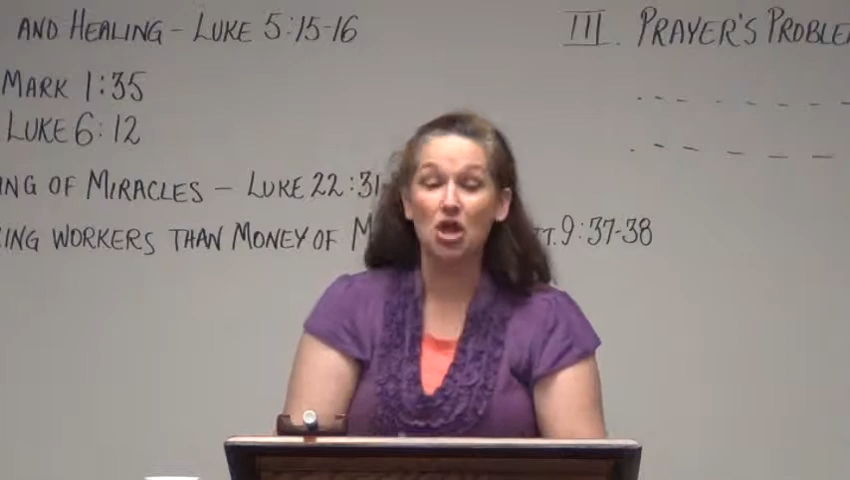 AND HEALING - LUKE 5:15-16
III. PRAYER'S PROBLE
MARK 1:35
LUKE 6:12
NG OF MIRACLES - LUKE 22:31
ING WORKERS THAN MONEY OF M TT. 9:37-38